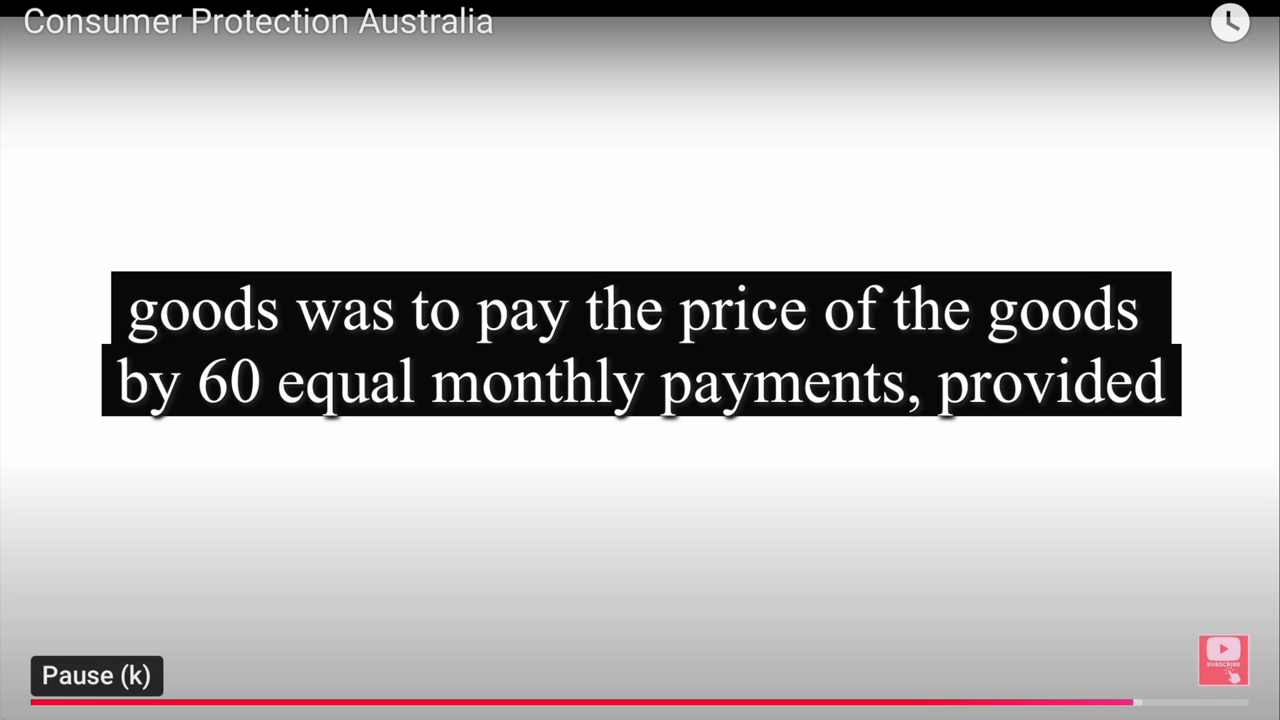 Consumer Protection Australia
goods was to pay the price of the goods
by 60 equal monthly payments, provided
SUBSCRIBE
Pause (k)